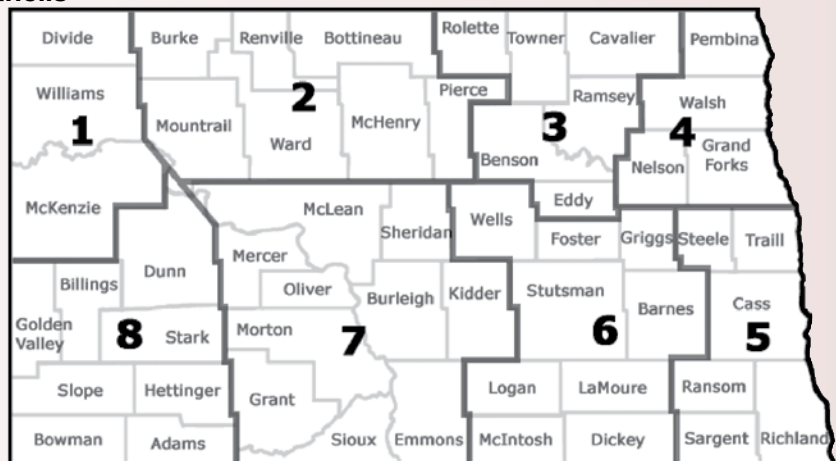 Divide
Burke
Renville
Bottineau
Rolette
Towner
Cavalier
Pembina
Williams
1
Mountrail
2
Ward
McHenry
Pierce
Benson
3
Ramsey
Walsh
4
Nelson
Grand
Forks
McKenzie
McLean
Sheridan
Wells
Eddy
Foster
Griggs
Steele
Traill
Billings
Dunn
Mercer
Oliver
Burleigh
Kidder
Stutsman
Barnes
Cass
Golden
Valley
8
Stark
Morton
7
6
5
Slope
Hettinger
Grant
Logan
LaMoure
Ransom
Bowman
Adams
Sioux
Emmons
McIntosh
Dickey
Sargent
Richland